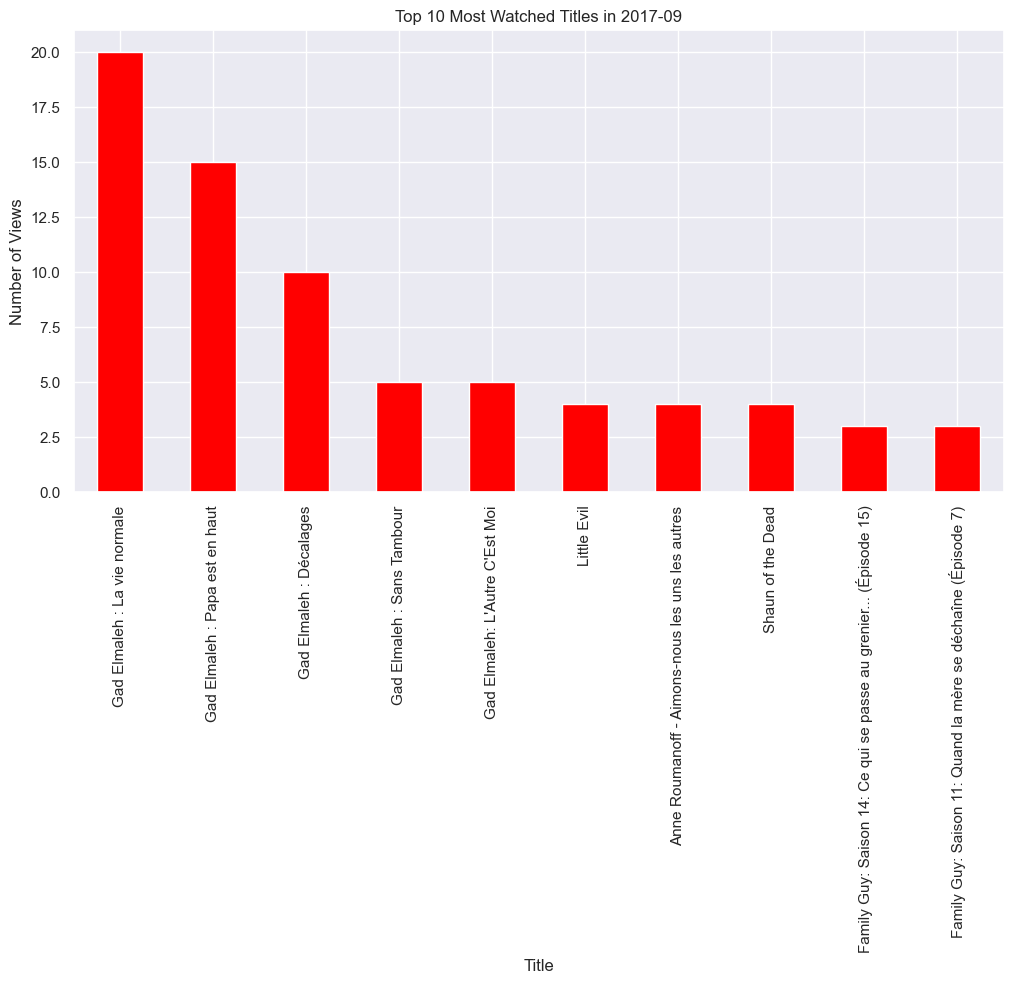 Top 10 Most Watched Titles in 2017-09
Number of Views
20.0
17.5
15.0
12.5
10.0
7.5
5.0
2.5
0.0
Gad Elmaleh : La vie normale
Gad Elmaleh : Papa est en haut
Gad Elmaleh : Décalages
Gad Elmaleh : Sans Tambour
Gad Elmaleh: L'Autre C'Est Moi
Little Evil
Anne Roumanoff - Aimons-nous les uns les autres
Shaun of the Dead
Family Guy: Saison 14: Ce qui se passe au grenier... (Épisode 15)
Family Guy: Saison 11: Quand la mère se déchaîne (Épisode 7)
Title